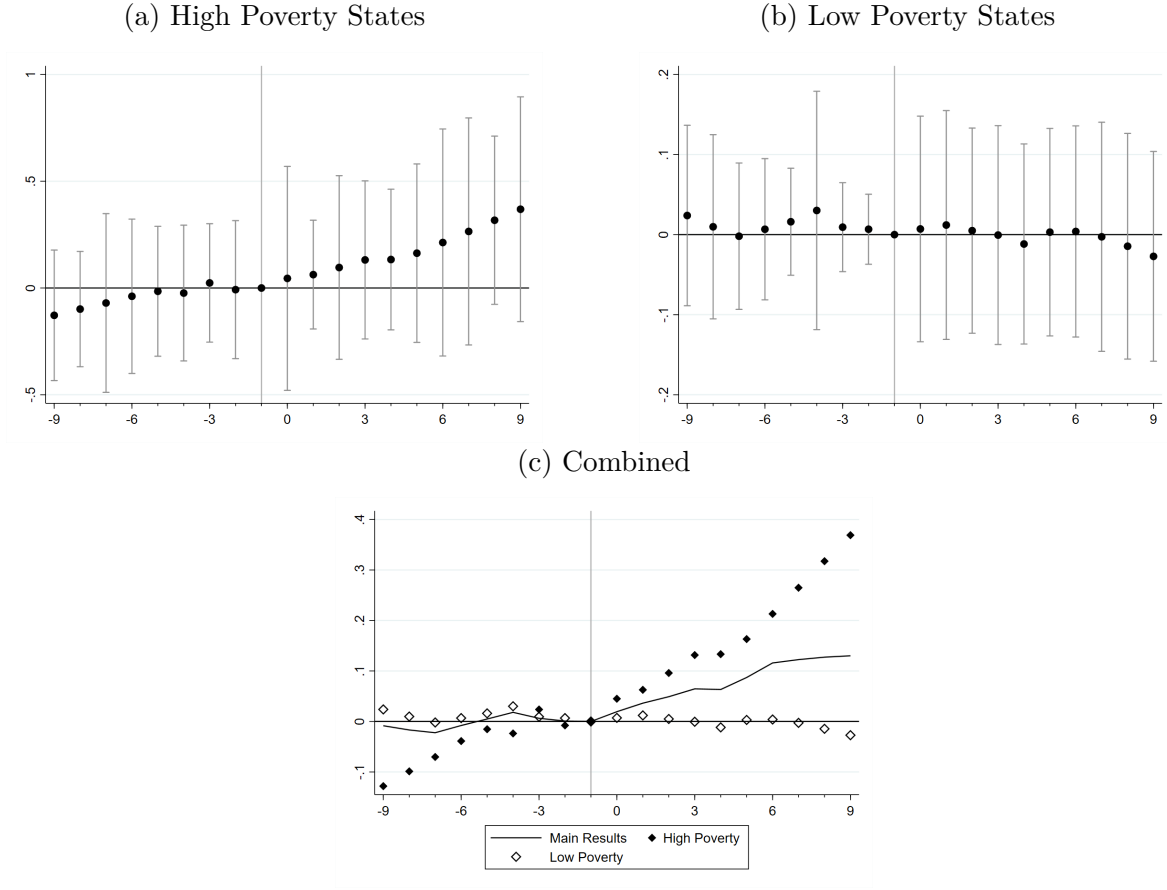 (a) High Poverty States
1
.5
0
-.5
-9 -6 -3 0 3 6 9
(b) Low Poverty States
.2
.1
0
-.1
-.2
-9 -6 -3 0 3 6 9
(c) Combined
.4
.3
.2
.1
0
-.1
-9 -6 -3 0 3 6 9
Main Results High Poverty
Low Poverty